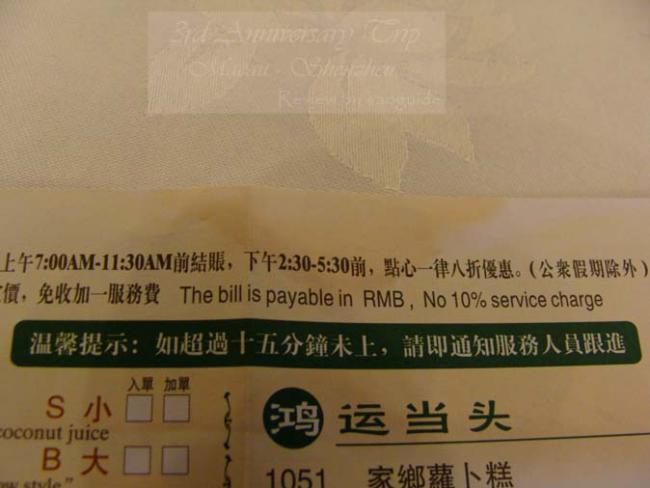 3rd Anniversary Trip
Macau - Shenzhen
Review on
上午7:00AM-11:30AM前結賬，下午2:30-5:30前，點心一律八折優惠。(公衆假期除外)
價，免收加一服務費 The bill is payable in RMB, No 10% service charge
温馨提示：如超過十五分鐘未上，請即通知服務人員跟進
入單 加單
S 小
coconut juice
B 大
鸿运当头
1051 家鄉蘿卜糕